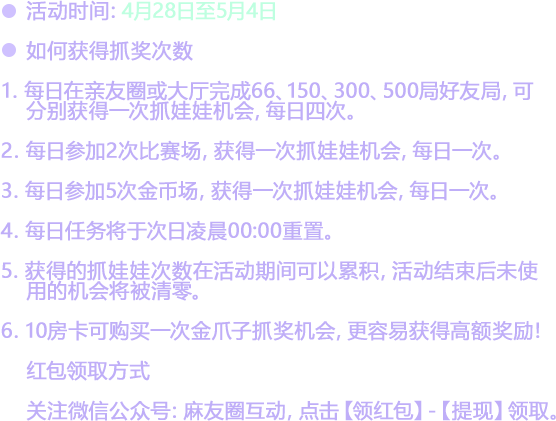 ● 活动时间：4月28日至5月4日
● 如何获得抓奖次数
1. 每日在亲友圈或大厅完成66、150、300、500局好友局，可
分别获得一次抓娃娃机会，每日四次。
2. 每日参加2次比赛场，获得一次抓娃娃机会，每日一次。
3. 每日参加5次金币场，获得一次抓娃娃机会，每日一次。
4. 每日任务将于次日凌晨00:00重置。
5. 获得的抓娃娃次数在活动期间可以累积，活动结束后未使
用的机会将被清零。
6. 10房卡可购买一次金爪子抓奖机会，更容易获得高额奖励！
红包领取方式
关注微信公众号：麻友圈互动，点击【领红包】-【提现】领取。